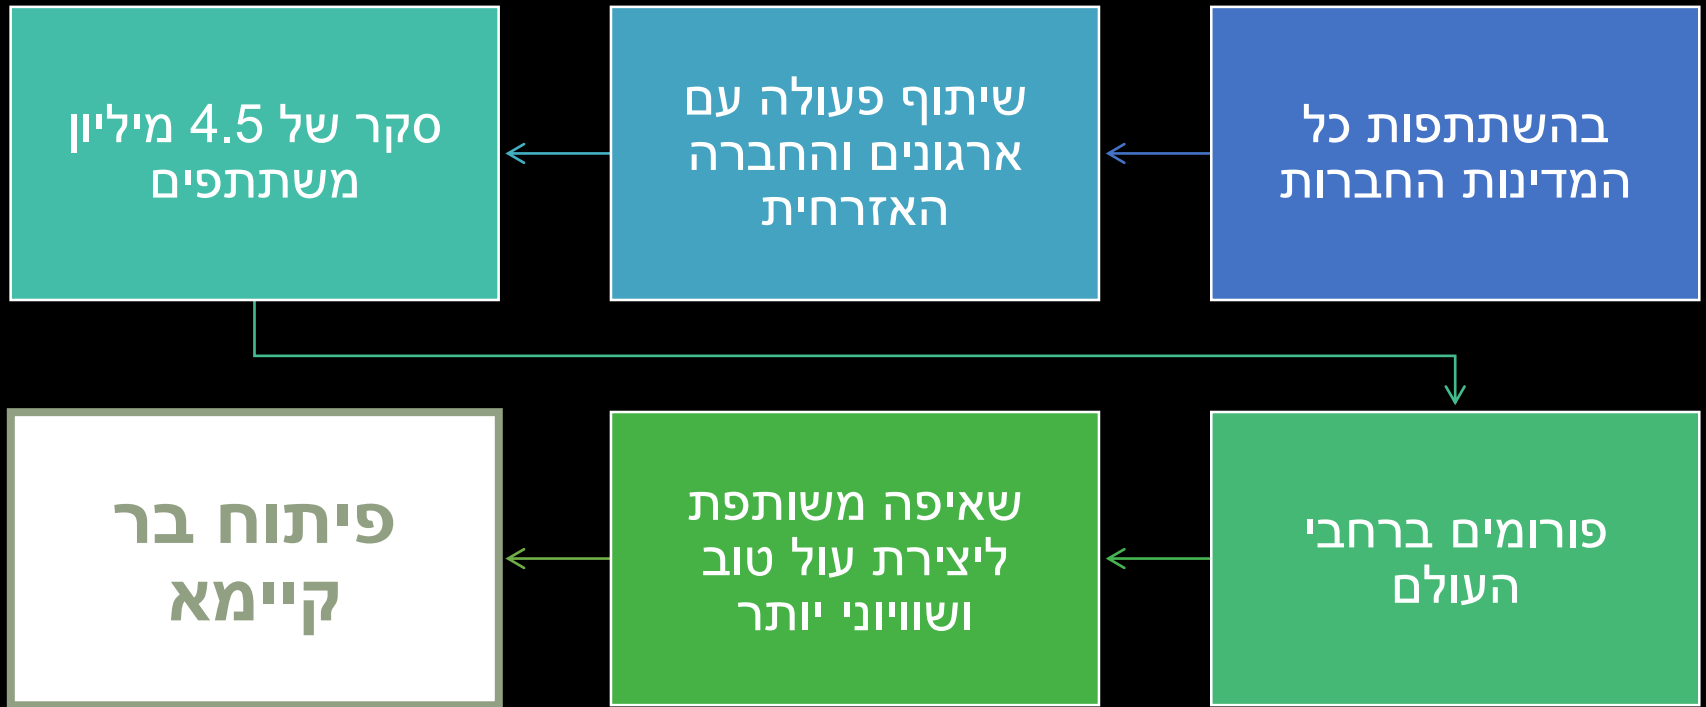 בהשתתפות כל
המדינות החברות
שיתוף פעולה עם
ארגונים והחברה
האזרחית
סקר של 4.5 מיליון
משתתפים
פורומים ברחבי
העולם
שאיפה משותפת
ליצירת עול טוב
ושוויוני יותר
פיתוח בר
קיימא